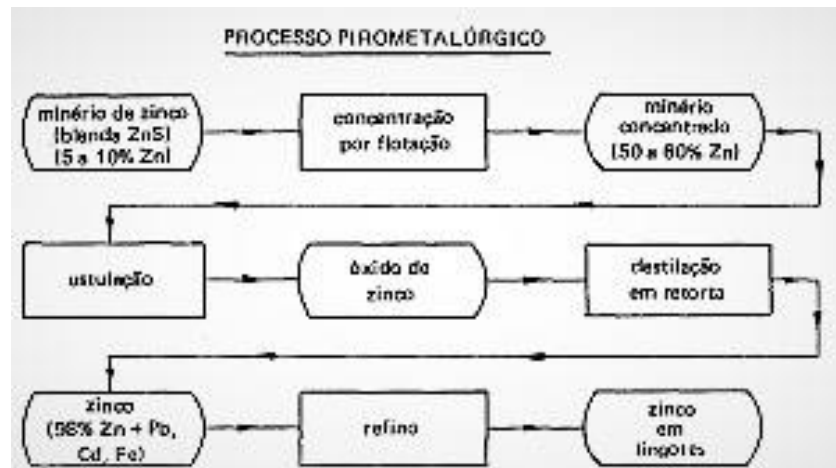 PROCESSO PIROMETALÚRGICO
minério de zinco
(blenda ZnS)
(5 a 10% Zn)
concentração
por flotação
minério
concentrado
(50 a 60% Zn)
ustulação
óxido de
zinco
destilação
em retorta
zinco
(98% Zn + Pb,
Cd, Fe)
refino
zinco
em
lingotes